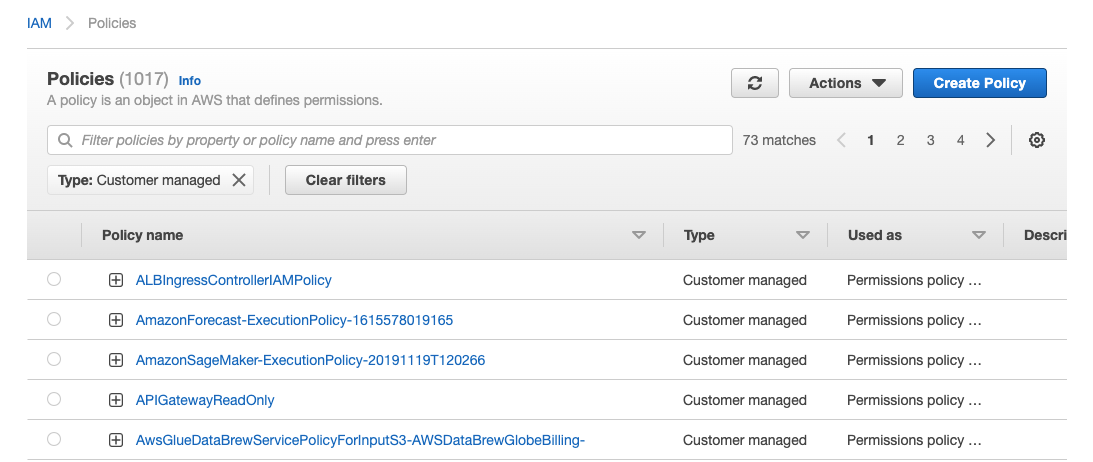 IAM > Policies
Policies (1017) Info
A policy is an object in AWS that defines permissions.
Actions
Create Policy
Filter policies by property or policy name and press enter
73 matches
1 2 3 4
Type: Customer managed
Clear filters
Policy name Type Used as Descri
ALBIngressControllerIAMPolicy Customer managed Permissions policy …
AmazonForecast-ExecutionPolicy-1615578019165 Customer managed Permissions policy …
AmazonSageMaker-ExecutionPolicy-20191119T120266 Customer managed Permissions policy …
APIGatewayReadOnly Customer managed Permissions policy …
AwsGlueDataBrewServicePolicyForInputS3-AWSDataBrewGlobeBilling- Customer managed Permissions policy …